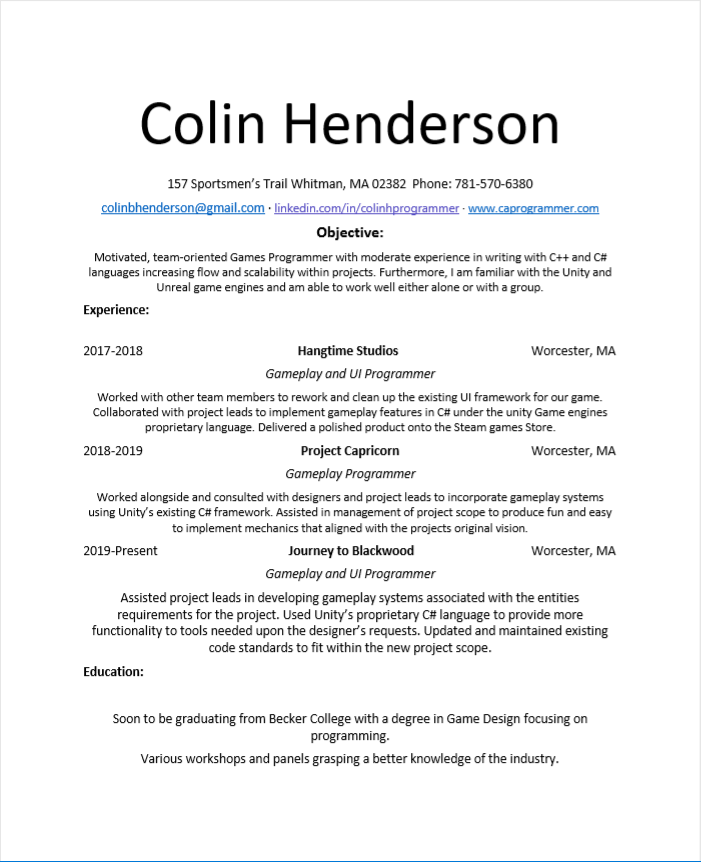 Colin Henderson
157 Sportsmen's Trail Whitman, MA 02382  Phone: 781-570-6380
colinbhenderson@gmail.com · linkedin.com/in/colinhprogrammer · www.caprogrammer.com
Objective:
Motivated, team-oriented Games Programmer with moderate experience in writing with C++ and C#
languages increasing flow and scalability within projects. Furthermore, I am familiar with the Unity and
Unreal game engines and am able to work well either alone or with a group.
Experience:
2017-2018 Hangtime Studios Worcester, MA
Gameplay and UI Programmer
Worked with other team members to rework and clean up the existing UI framework for our game.
Collaborated with project leads to implement gameplay features in C# under the unity Game engines
proprietary language. Delivered a polished product onto the Steam games Store.
2018-2019 Project Capricorn Worcester, MA
Gameplay Programmer
Worked alongside and consulted with designers and project leads to incorporate gameplay systems
using Unity's existing C# framework. Assisted in management of project scope to produce fun and easy
to implement mechanics that aligned with the projects original vision.
2019-Present Journey to Blackwood Worcester, MA
Gameplay and UI Programmer
Assisted project leads in developing gameplay systems associated with the entities
requirements for the project. Used Unity's proprietary C# language to provide more
functionality to tools needed upon the designer's requests. Updated and maintained existing
code standards to fit within the new project scope.
Education:
Soon to be graduating from Becker College with a degree in Game Design focusing on
programming.
Various workshops and panels grasping a better knowledge of the industry.